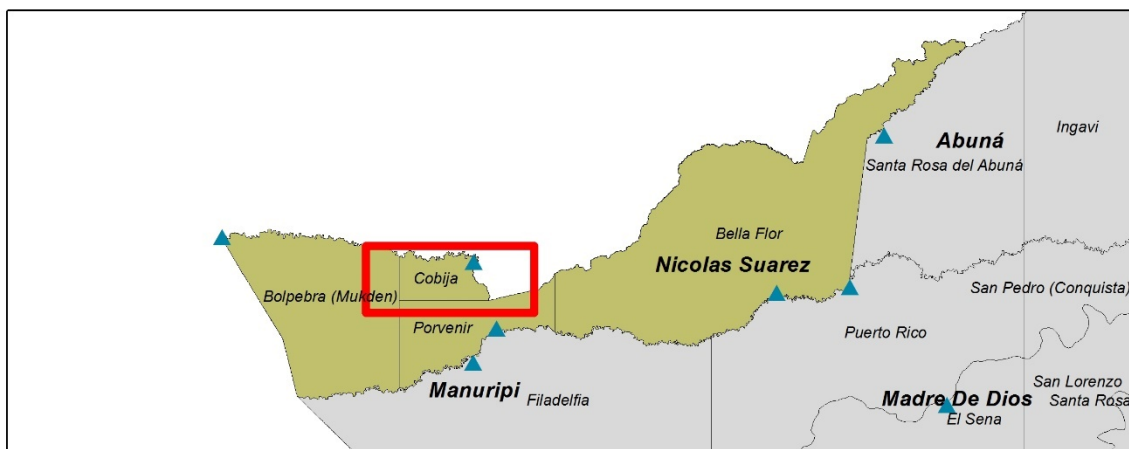 Abuná
Ingavi
Santa Rosa del Abuná
Bella Flor
Nicolas Suarez
Cobija
Bolpebra (Mukden)
San Pedro (Conquista)
Porvenir
Puerto Rico
Manuripi
Filadelfia
San Lorenzo
Madre De Dios
Santa Rosa
El Sena